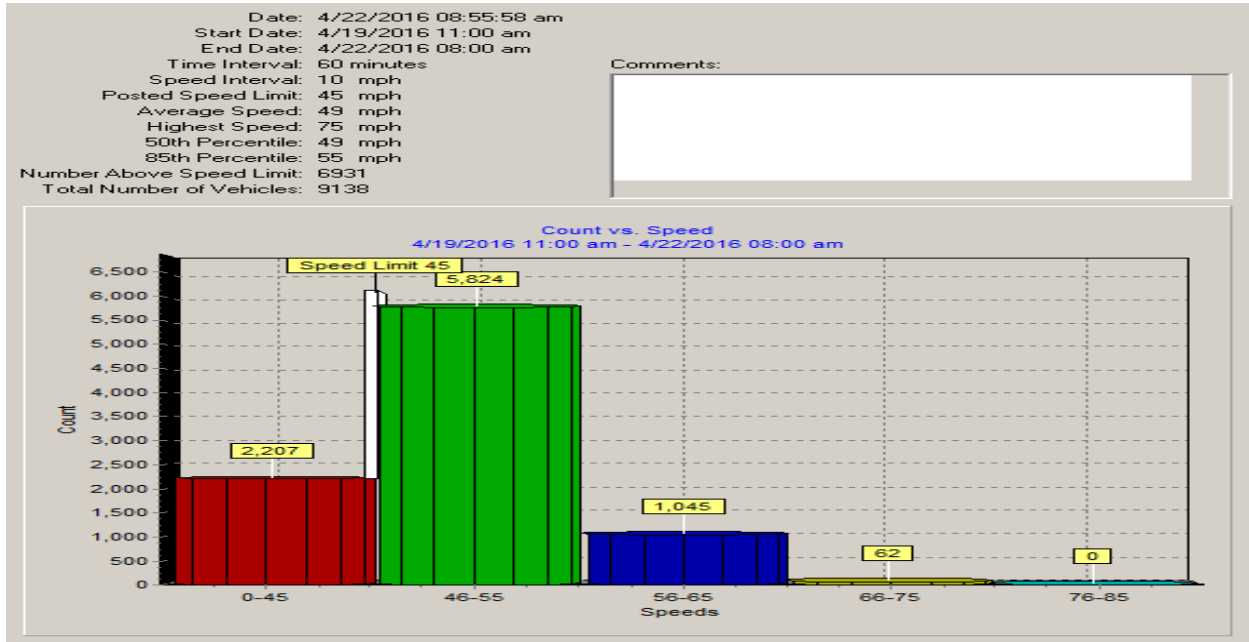 Date: 4/22/2016 08:55:58 am
Start Date: 4/19/2016 11:00 am
End Date: 4/22/2016 08:00 am
Time Interval: 60 minutes
Speed Interval: 10 mph
Posted Speed Limit: 45 mph
Average Speed: 49 mph
Highest Speed: 75 mph
50th Percentile: 49 mph
85th Percentile: 55 mph
Number Above Speed Limit: 6931
Total Number of Vehicles: 9138
Comments:
Count vs. Speed
4/19/2016 11:00 am - 4/22/2016 08:00 am
Speed Limit 45
6,500
6,000
5,500
5,000
4,500
4,000
3,500
3,000
2,500
2,000
1,500
1,000
500
0
Count
2,207
5,824
1,045
62
0
0-45
46-55
56-65
66-75
76-85
Speeds